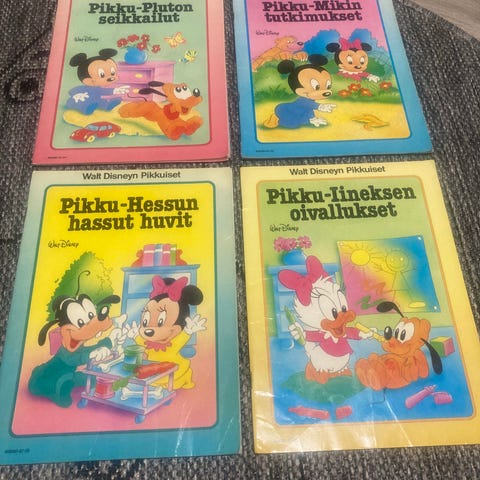 Pikku-Pluton
seikkailut
Walt Disney
Pikku-Mikin
tutkimukset
Walt Disney
Walt Disneyn Pikkuiset
Pikku-Hessun
hassut huvit
Walt Disney
Walt Disneyn Pikkuiset
Pikku-Iineksen
oivallukset
Walt Disney